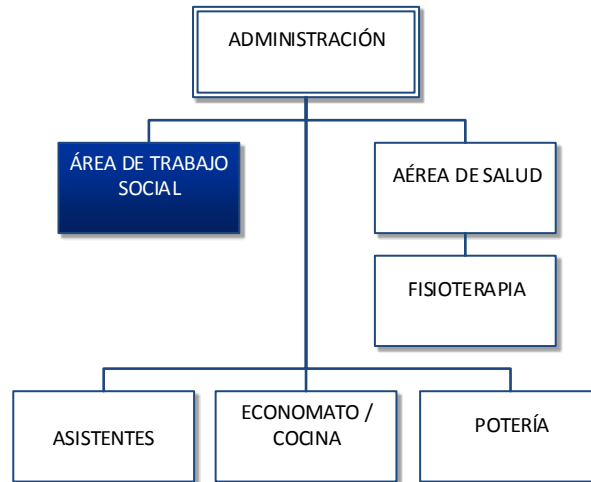 ADMINISTRACIÓN
ÁREA DE TRABAJO
SOCIAL
AÉREA DE SALUD
FISIOTERAPIA
ASISTENTES
ECONOMATO /
COCINA
POTERÍA